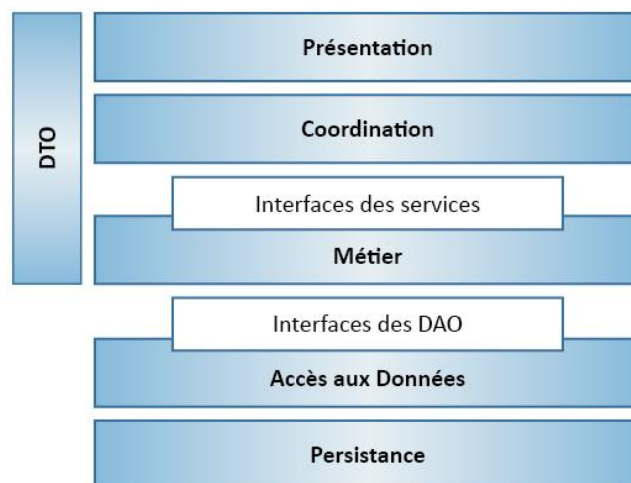 DTO
Présentation
Coordination
Interfaces des services
Métier
Interfaces des DAO
Accès aux Données
Persistance